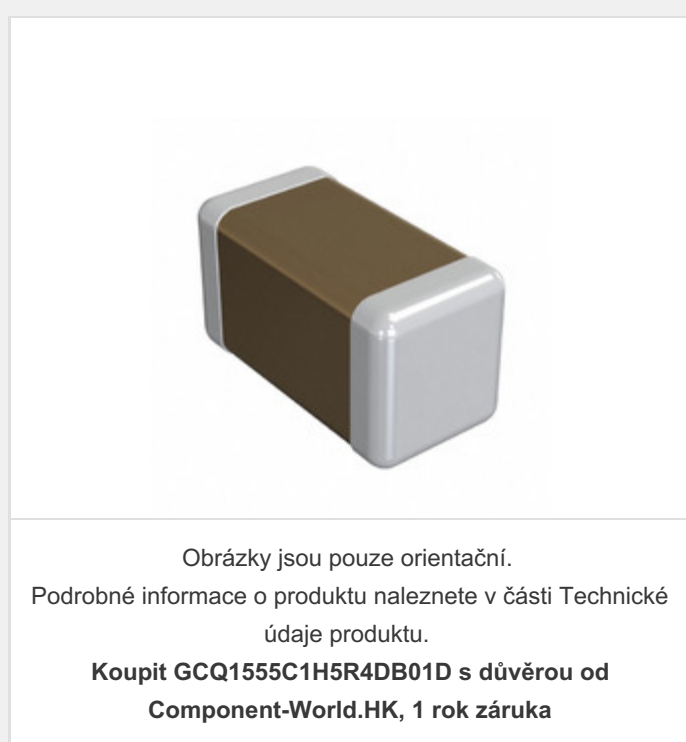 Obrázky jsou pouze orientační.
Podrobné informace o produktu naleznete v části Technické
údaje produktu.
Koupit GCQ1555C1H5R4DB01D s důvěrou od
Component-World.HK, 1 rok záruka